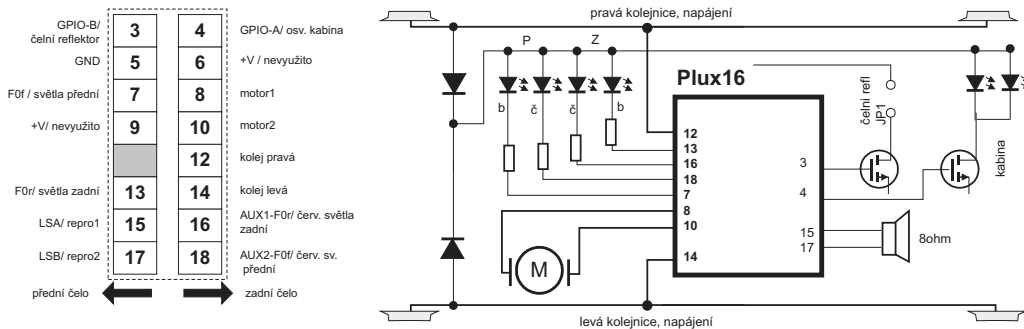 GPIO-B/
čelní reflektor
3
4
GPIO-A/ osv. kabina
GND
5
6
+V / nevyužito
F0f / světla přední
7
8
motor1
+V/ nevyužito
9
10
motor2
12
kolej pravá
F0r/ světla zadní
13
14
kolej levá
LSA/ repro1
15
16
AUX1-F0r/ červ. světla
zadní
LSB/ repro2
17
18
AUX2-F0f/ červ. sv.
přední
přední čelo
zadní čelo
pravá kolejnice, napájení
P
Z
b
č
č
b
Plux16
12
13
16
18
7
8
10
14
3
4
15
17
čelní refl
JP1
kabina
8ohm
M
levá kolejnice, napájení